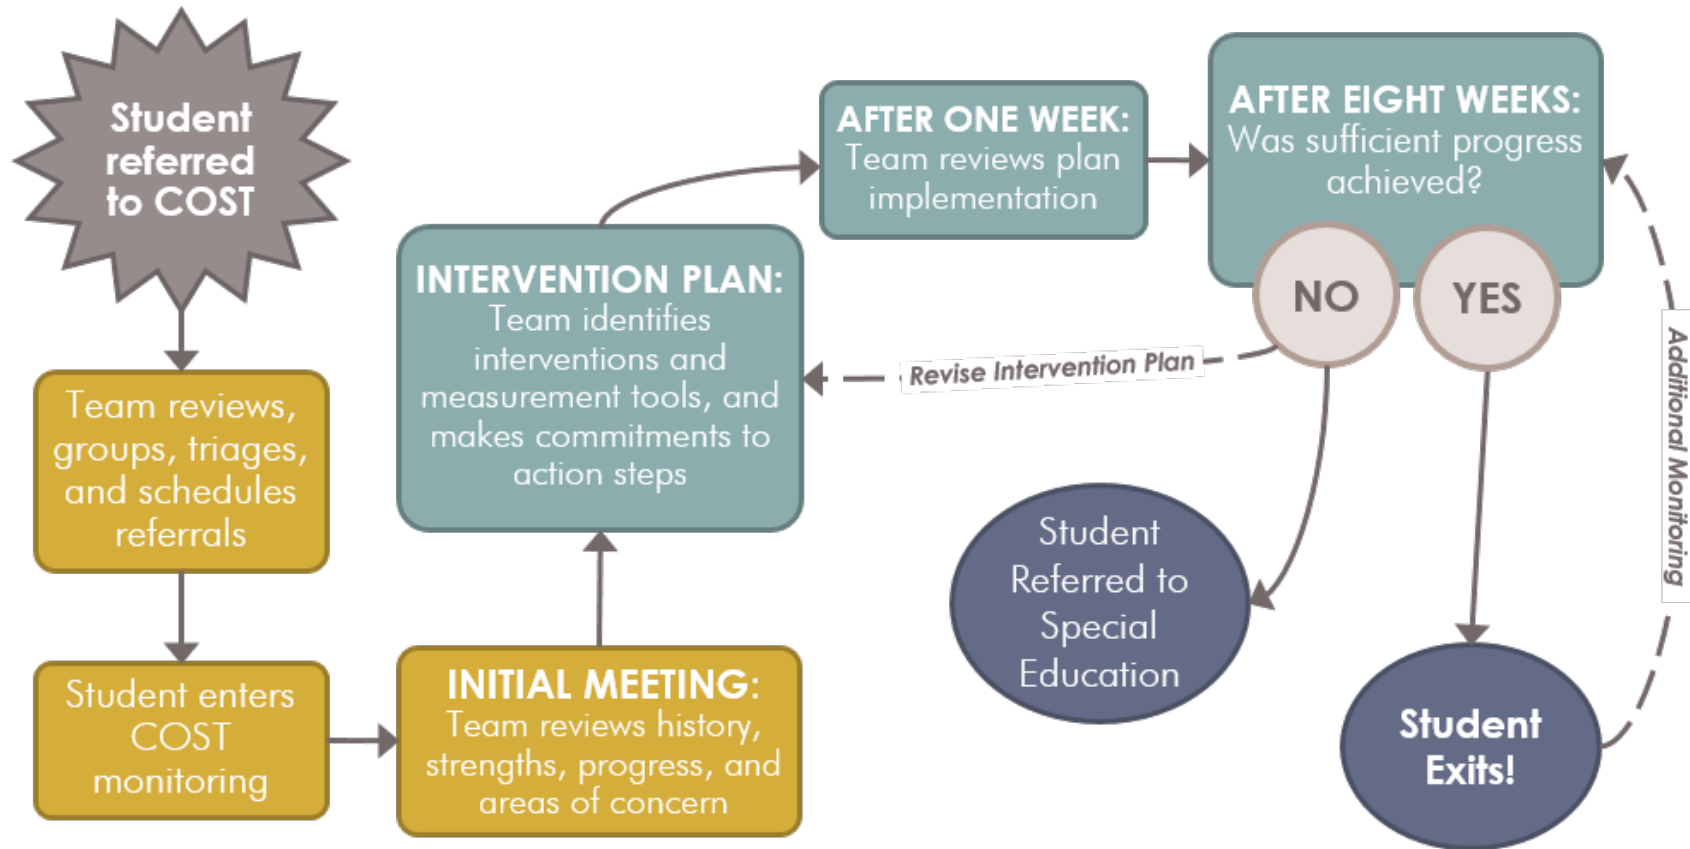 Student
referred
to COST
Team reviews,
groups, triages,
and schedules
referrals
Student enters
COST
monitoring
INITIAL MEETING:
Team reviews history,
strengths, progress, and
areas of concern
INTERVENTION PLAN:
Team identifies
interventions and
measurement tools, and
makes commitments to
action steps
AFTER ONE WEEK:
Team reviews plan
implementation
AFTER EIGHT WEEKS:
Was sufficient progress
achieved?
NO
YES
Revise Intervention Plan
Student
Referred to
Special
Education
Student
Exits!
Additional Monitoring